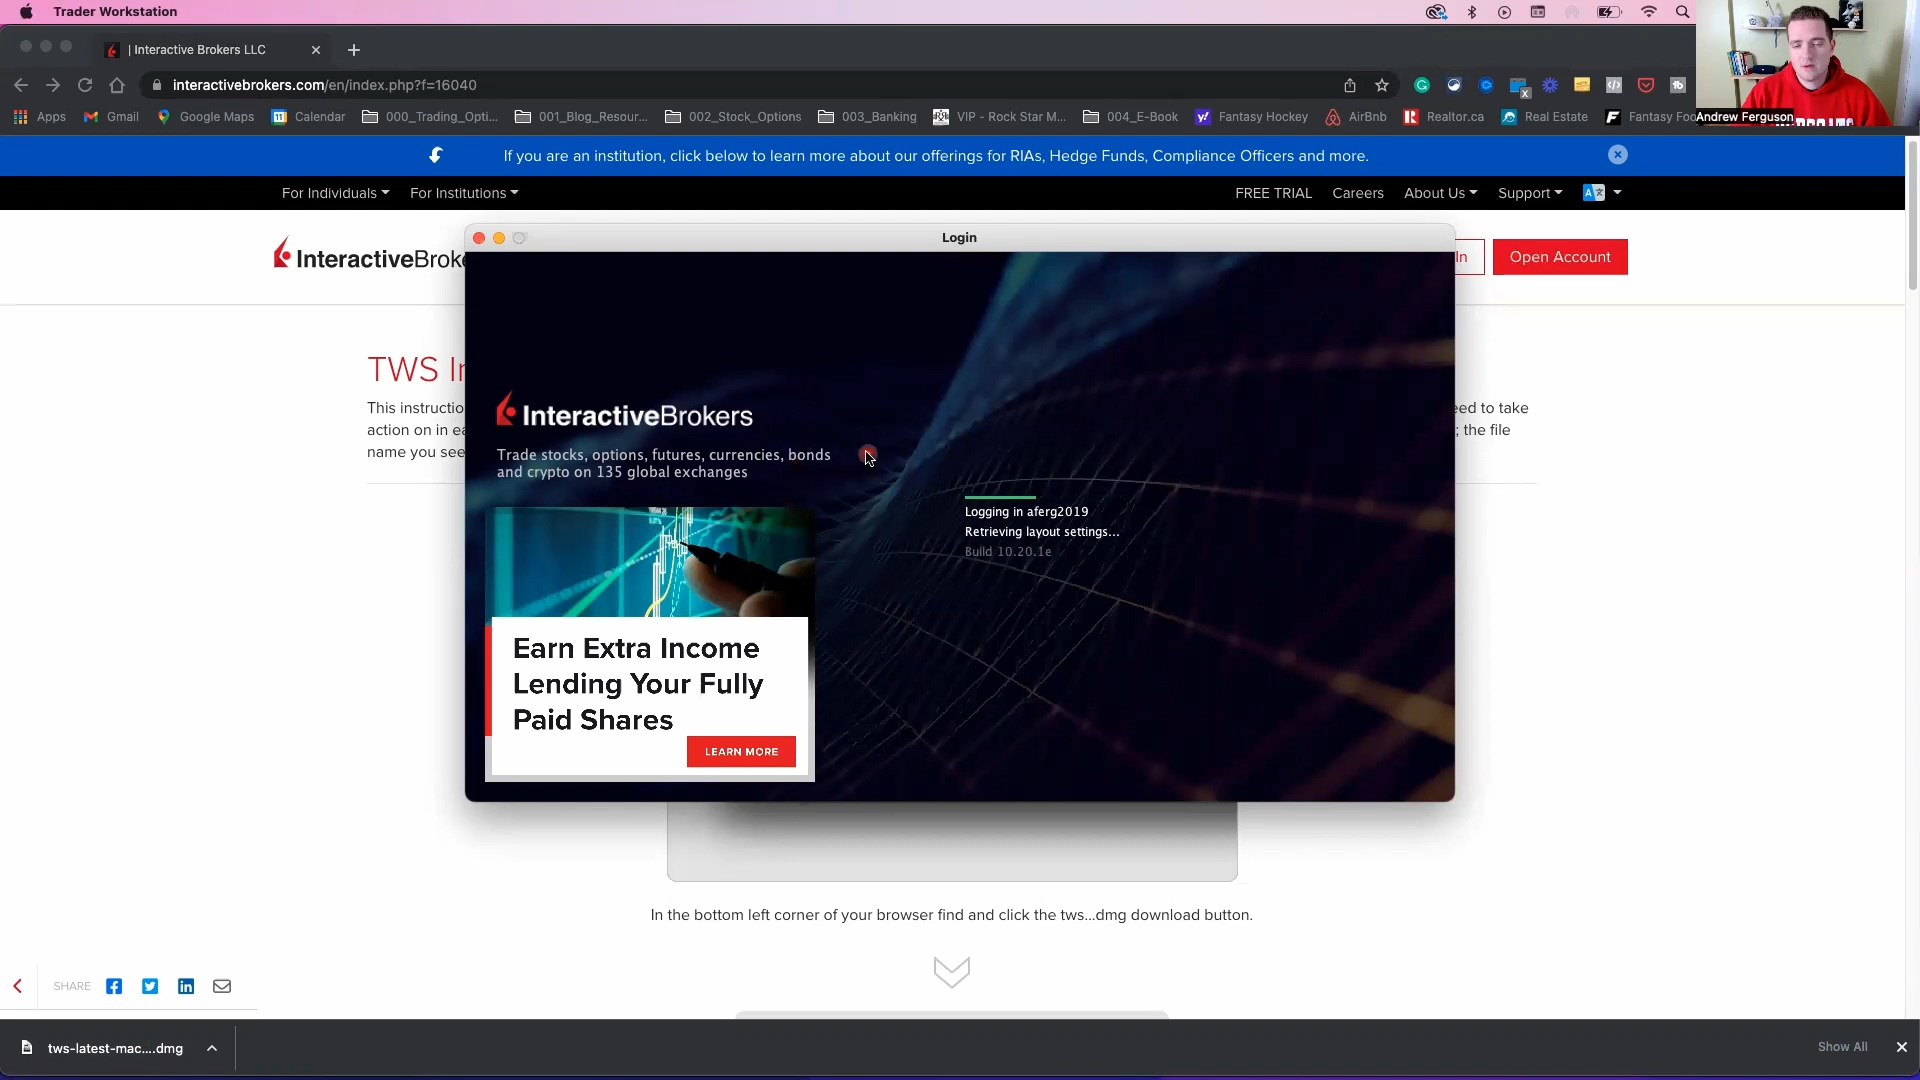 Trader Workstation
| Interactive Brokers LLC
interactivebrokers.com/en/index.php?f=16040
Apps
Gmail
Google Maps
Calendar
000_Trading_Opti...
001_Blog_Resour...
002_Stock_Options
003_Banking
VIP - Rock Star M...
004_E-Book
Fantasy Hockey
AirBnb
Realtor.ca
Real Estate
Fantasy Foo
Andrew Ferguson
If you are an institution, click below to learn more about our offerings for RIAs, Hedge Funds, Compliance Officers and more.
For Individuals
For Institutions
FREE TRIAL
Careers
About Us
Support
InteractiveBroke
Login
In
Open Account
TWS In
This instructio
eed to take
action on in ea
; the file
name you see
InteractiveBrokers
Trade stocks, options, futures, currencies, bonds
and crypto on 135 global exchanges
Logging in aferg2019
Retrieving layout settings...
Build 10.20.1e
Earn Extra Income
Lending Your Fully
Paid Shares
LEARN MORE
In the bottom left corner of your browser find and click the tws...dmg download button.
SHARE
tws-latest-mac....dmg
Show All